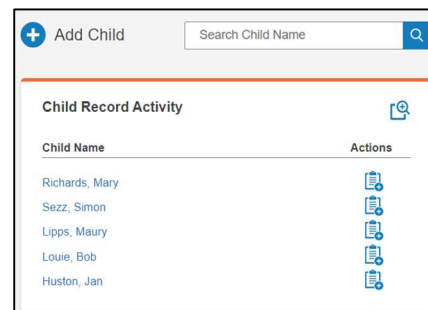 Add Child
Search Child Name
Child Record Activity
Child Name Actions
Richards, Mary
Sezz, Simon
Lipps, Maury
Louie, Bob
Huston, Jan